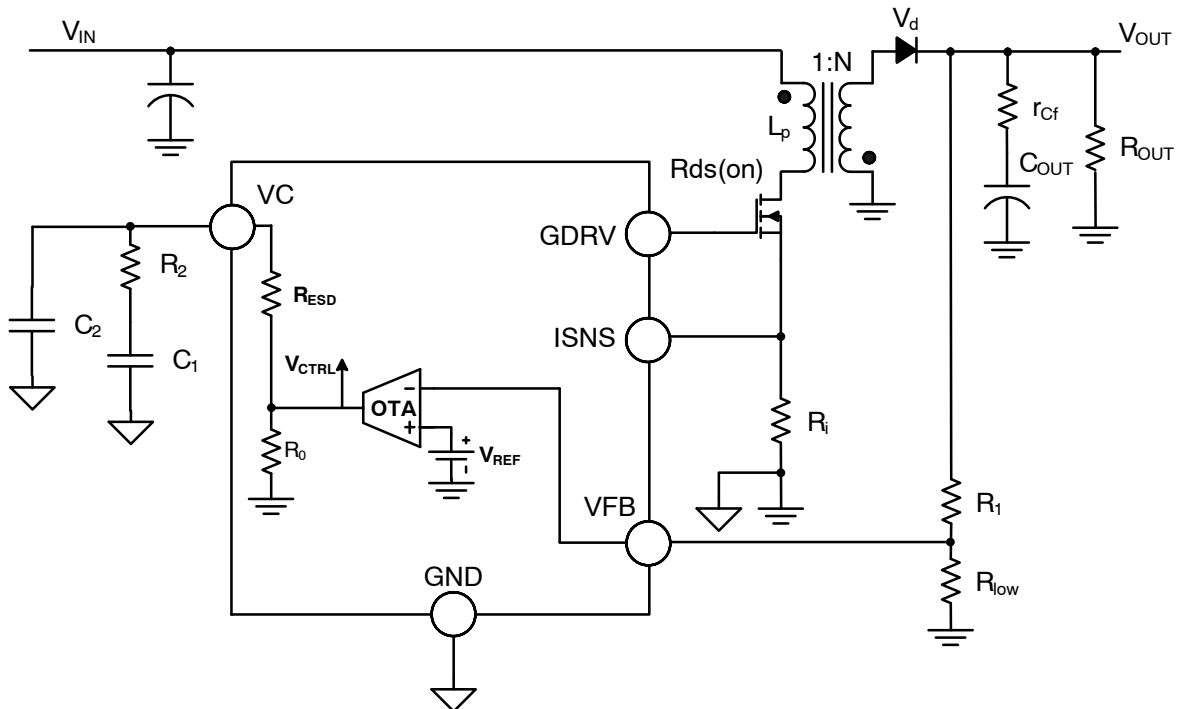 V_IN
V_d
V_OUT
1:N
L_p
r_Cf
C_OUT
R_OUT
Rds(on)
VC
GDRV
R_2
R_ESD
C_2
C_1
ISNS
V_CTRL
OTA
−
+
R_0
+
V_REF
-
R_i
VFB
R_1
GND
R_low